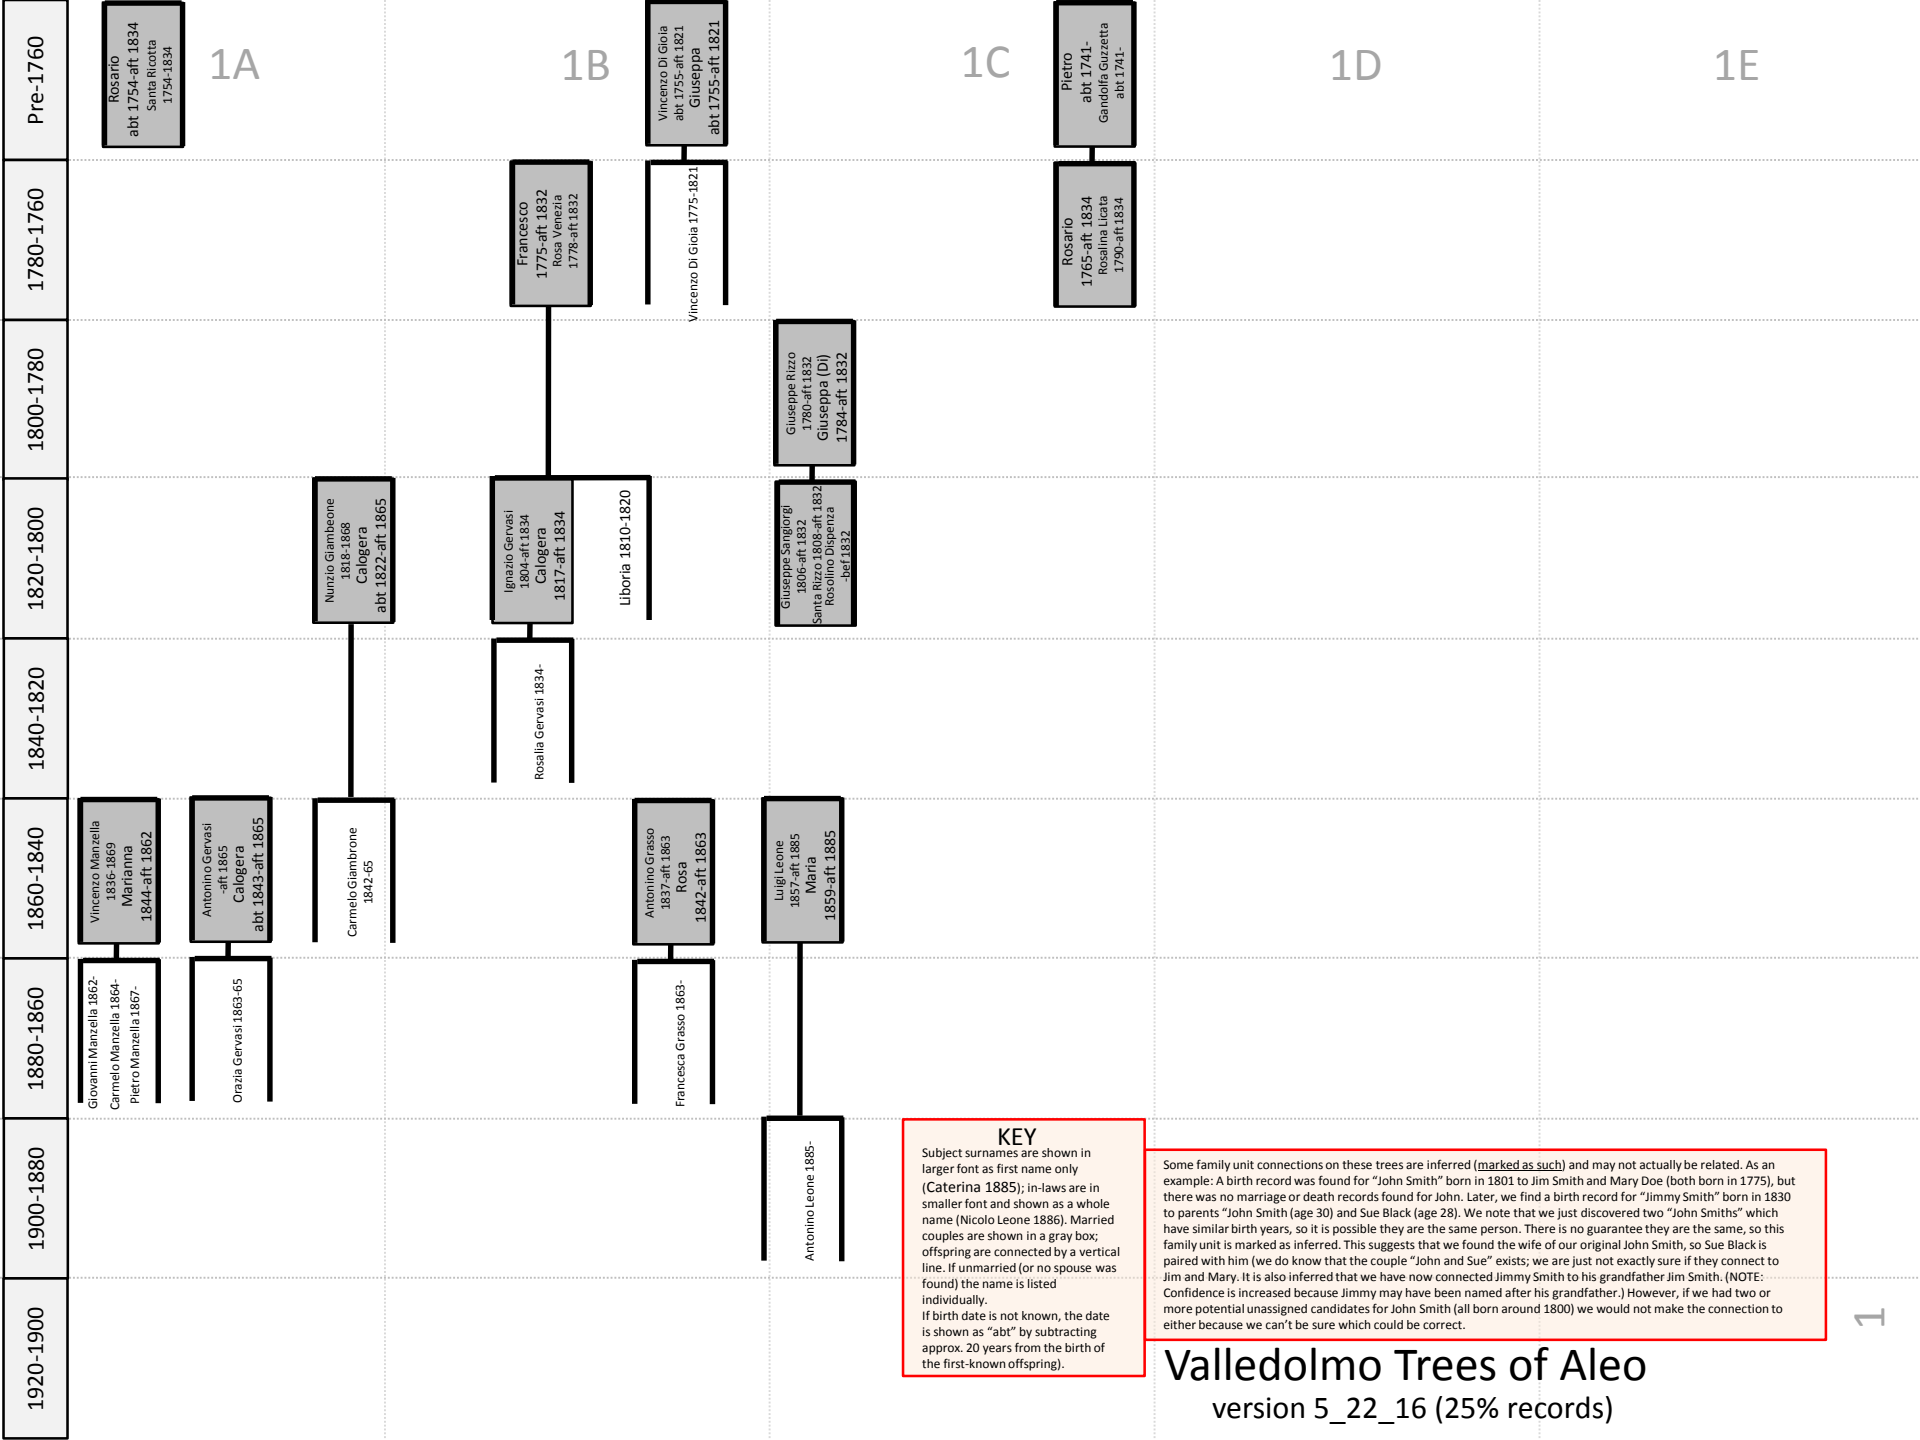 Pre-1760
1780-1760
1800-1780
1820-1800
1840-1820
1860-1840
1880-1860
1900-1880
1920-1900
1A
1B
1C
1D
1E
Rosario
abt 1754-aft 1834
Santa Ricotta
1754-1834
Vincenzo Di Gioia
abt 1755-aft 1821
Giuseppa
abt 1755-aft 1821
Pietro
abt 1741-
Gandolfa Guzzetta
abt 1741-
Francesco
1775-aft 1832
Rosa Venezia
1778-aft 1832
Vincenzo Di Gioia 1775-1821
Rosario
1765-aft 1834
Rosalina Licata
1790-aft 1834
Giuseppe Rizzo
1780-aft 1832
Giuseppa (Di)
1784-aft 1832
Nunzio Giambeone
1818-1868
Calogera
abt 1822-aft 1865
Ignazio Gervasi
1804-aft 1834
Calogera
1817-aft 1834
Liboria 1810-1820
Giuseppe Sangiorgi
1806-aft 1832
Santa Rizzo 1808-aft 1832
Rosolino Dispenza
-bef 1832
Rosalia Gervasi 1834-
Vincenzo Manzella
1836-1869
Marianna
1844-aft 1862
Antonino Gervasi
-aft 1865
Calogera
abt 1843-aft 1865
Carmelo Giambrone
1842-65
Antonino Grasso
1837-aft 1863
Rosa
1842-aft 1863
Luigi Leone
1857-aft 1885
Maria
1859-aft 1885
Giovanni Manzella 1862-
Carmelo Manzella 1864-
Pietro Manzella 1867-
Orazia Gervasi 1863-65
Francesca Grasso 1863-
Antonino Leone 1885-
KEY
Subject surnames are shown in
larger font as first name only
(Caterina 1885); in-laws are in
smaller font and shown as a whole
name (Nicolo Leone 1886). Married
couples are shown in a gray box;
offspring are connected by a vertical
line. If unmarried (or no spouse was
found) the name is listed
individually.
If birth date is not known, the date
is shown as “abt” by subtracting
approx. 20 years from the birth of
the first-known offspring).
Some family unit connections on these trees are inferred (marked as such) and may not actually be related. As an
example: A birth record was found for “John Smith” born in 1801 to Jim Smith and Mary Doe (both born in 1775), but
there was no marriage or death records found for John. Later, we find a birth record for “Jimmy Smith” born in 1830
to parents “John Smith (age 30) and Sue Black (age 28). We note that we just discovered two “John Smiths” which
have similar birth years, so it is possible they are the same person. There is no guarantee they are the same, so this
family unit is marked as inferred. This suggests that we found the wife of our original John Smith, so Sue Black is
paired with him (we do know that the couple “John and Sue” exists; we are just not exactly sure if they connect to
Jim and Mary. It is also inferred that we have now connected Jimmy Smith to his grandfather Jim Smith. (NOTE:
Confidence is increased because Jimmy may have been named after his grandfather.) However, if we had two or
more potential unassigned candidates for John Smith (all born around 1800) we would not make the connection to
either because we can’t be sure which could be correct.
1
Valledolmo Trees of Aleo
version 5_22_16 (25% records)